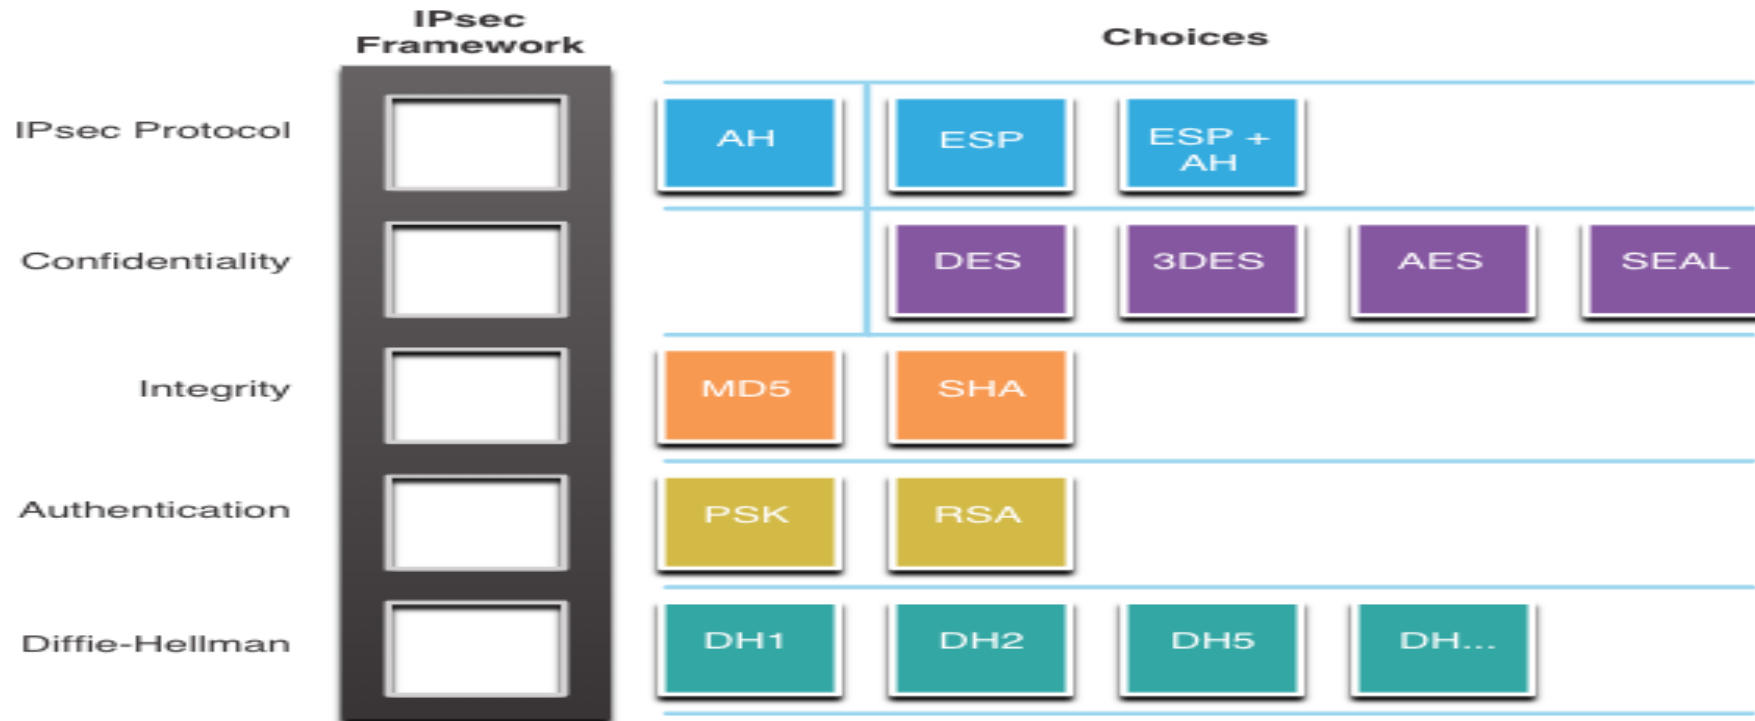 IPsec
Framework
Choices
IPsec Protocol
AH
ESP
ESP +
AH
Confidentiality
DES
3DES
AES
SEAL
Integrity
MD5
SHA
Authentication
PSK
RSA
Diffie-Hellman
DH1
DH2
DH5
DH...